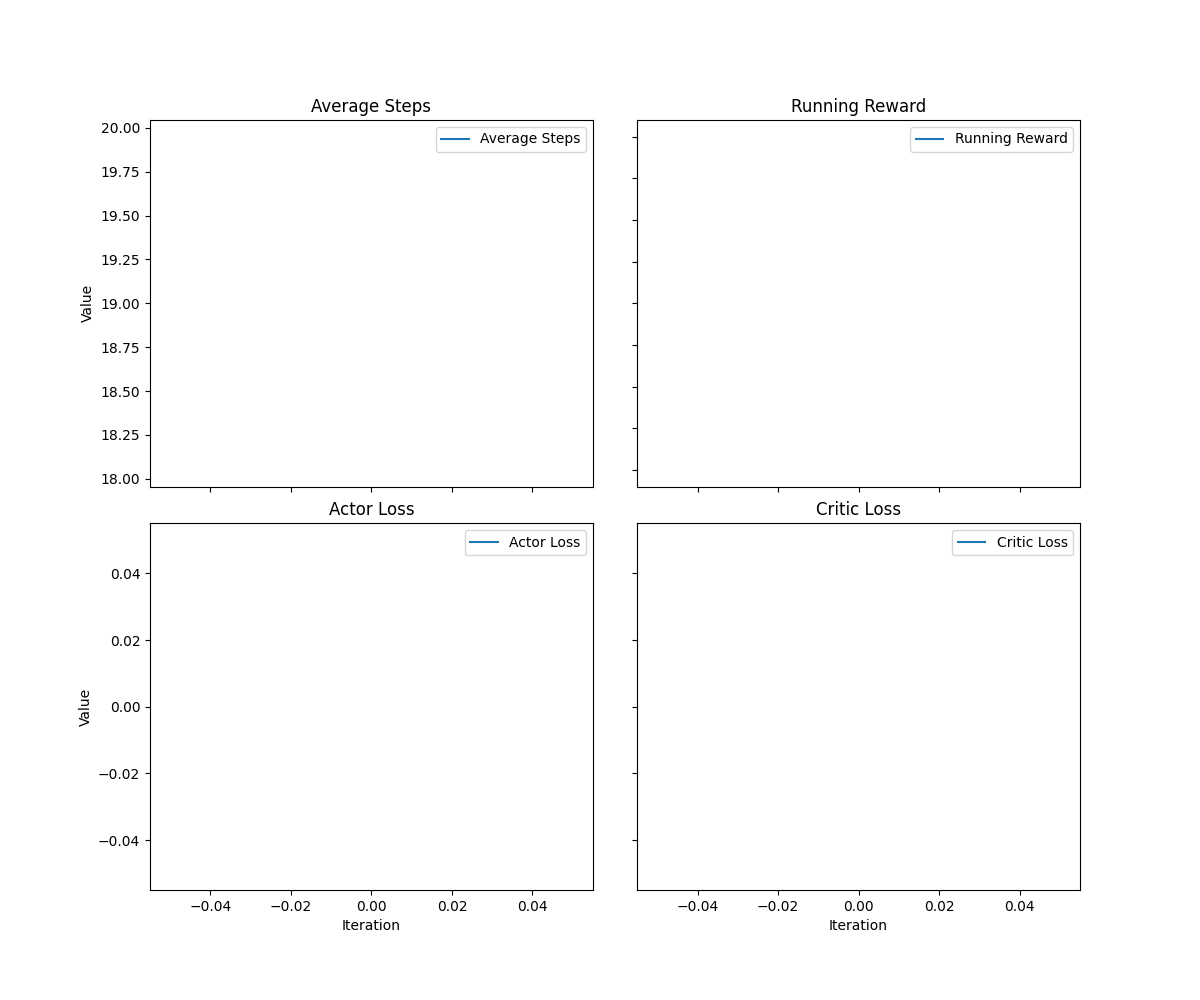 Average Steps
Running Reward
Average Steps
Running Reward
20.00
19.75
19.50
19.25
19.00
18.75
18.50
18.25
18.00
Value
Actor Loss
Critic Loss
Actor Loss
Critic Loss
0.04
0.02
0.00
−0.02
−0.04
Value
−0.04 −0.02 0.00 0.02 0.04
−0.04 −0.02 0.00 0.02 0.04
Iteration
Iteration